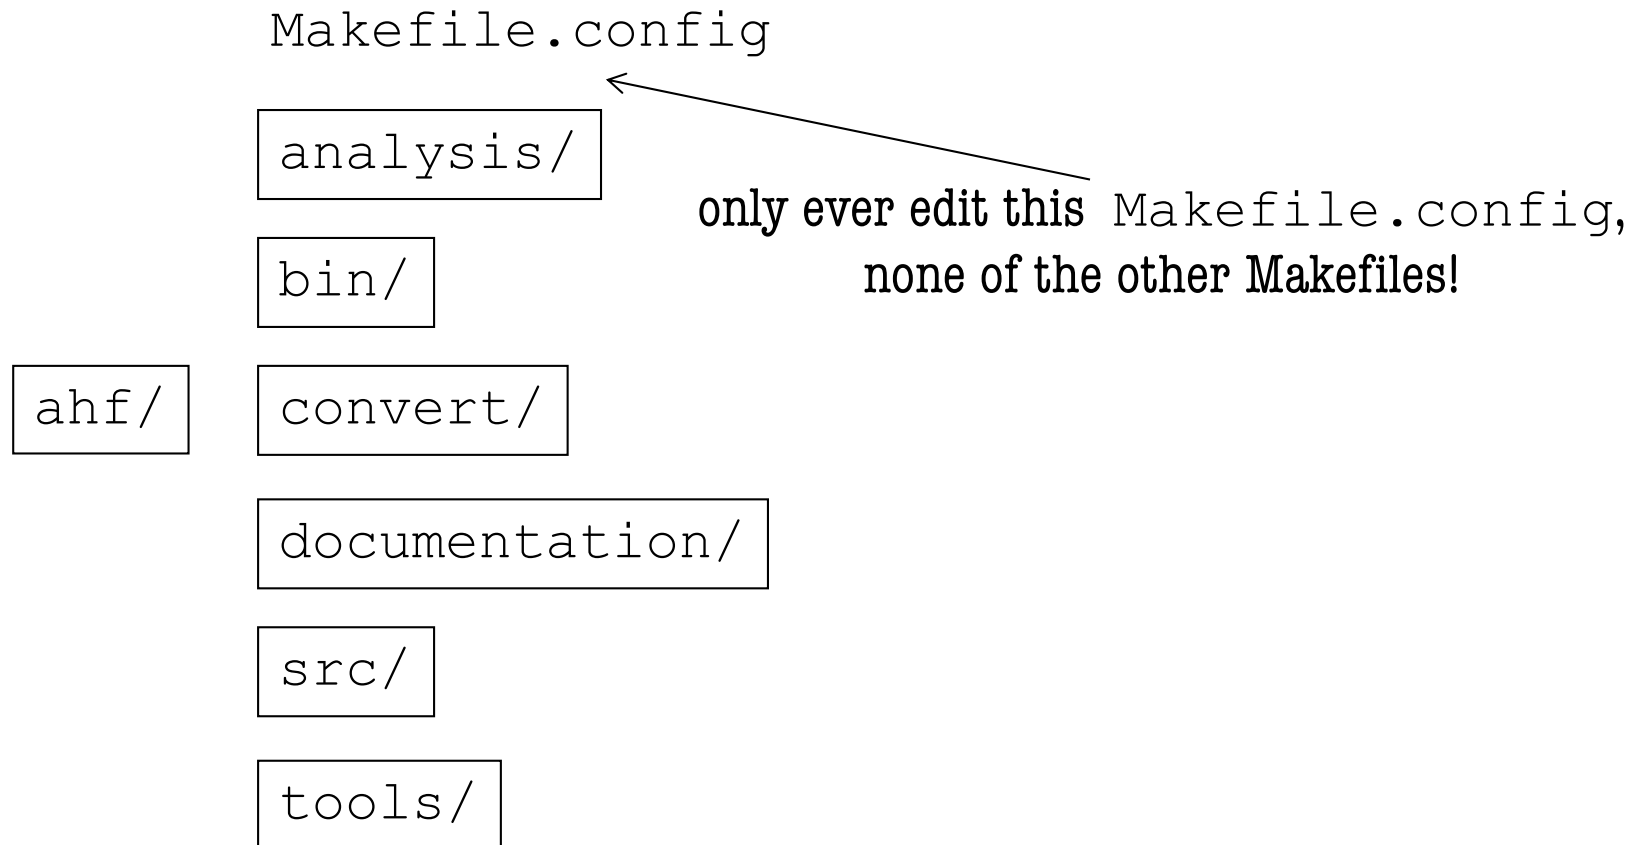 Makefile.config
analysis/
only ever edit this Makefile.config,
bin/
none of the other Makefiles!
ahf/
convert/
documentation/
src/
tools/